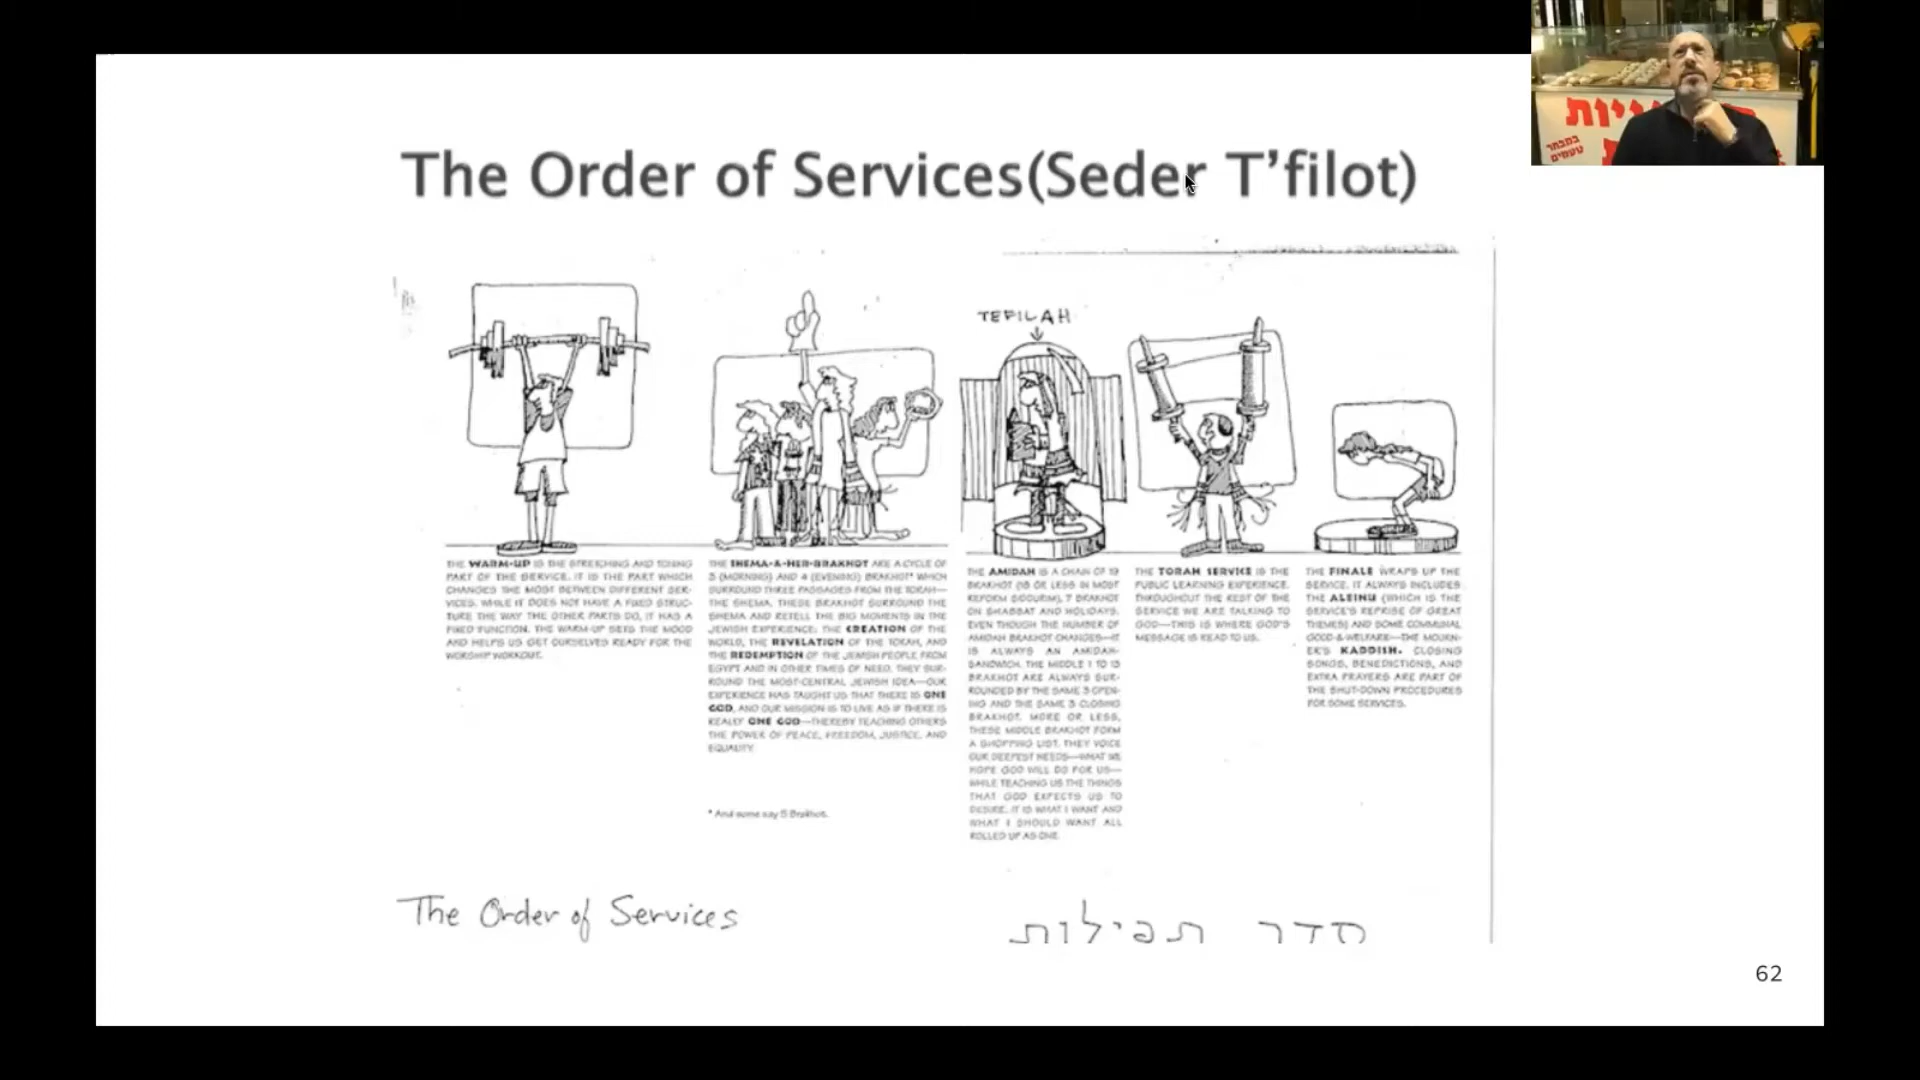 The Order of Services(Seder T’filot)
TEFILAH
THE WARM-UP IS THE STRETCHING AND TONING
PART OF THE SERVICE. IT IS THE PART WHICH
CHANGES THE MOST BETWEEN DIFFERENT SER-
VICES. WHILE IT DOES NOT HAVE A FIXED STRUC-
TURE THE WAY THE OTHER PARTS DO, IT HAS A
FIXED FUNCTION. THE WARM-UP SETS THE MOOD
AND HELPS US GET OURSELVES READY FOR THE
WORSHIP WORKOUT.
THE SHEMA-&-HER-BRAKHOT ARE A CYCLE OF
3 (MORNING) AND 4 (EVENING) BRAKHOT* WHICH
SURROUND THREE PASSAGES FROM THE TORAH—
THE SHEMA. THESE BRAKHOT SURROUND THE
SHEMA AND RETELL THE BIG MOMENTS IN THE
JEWISH EXPERIENCE: THE CREATION OF THE
WORLD, THE REVELATION OF THE TORAH, AND
THE REDEMPTION OF THE JEWISH PEOPLE FROM
EGYPT AND IN OTHER TIMES OF NEED. THEY SUR-
ROUND THE MOST-CENTRAL JEWISH IDEA—OUR
EXPERIENCE HAS TAUGHT US THAT THERE IS ONE
GOD, AND OUR MISSION IS TO LIVE AS IF THERE IS
REALLY ONE GOD—THEREBY TEACHING OTHERS
THE POWER OF PEACE, FREEDOM, JUSTICE, AND
EQUALITY.
* And some say 5 Brakhot.
THE AMIDAH IS A CHAIN OF 19
BRAKHOT (18 OR LESS IN MOST
REFORM SIDDURIM), 7 BRAKHOT
ON SHABBAT AND HOLIDAYS.
EVEN THOUGH THE NUMBER OF
AMIDAH BRAKHOT CHANGES—IT
IS ALWAYS AN AMIDAH-
SANDWICH. THE MIDDLE 1 TO 13
BRAKHOT ARE ALWAYS SUR-
ROUNDED BY THE SAME 3 OPEN-
ING AND THE SAME 3 CLOSING
BRAKHOT. MORE OR LESS,
THESE MIDDLE BRAKHOT FORM
A SHOPPING LIST. THEY VOICE
OUR DEEPEST NEEDS—WHAT WE
HOPE GOD WILL DO FOR US—
WHILE TEACHING US THE THINGS
THAT GOD EXPECTS US TO
DESIRE. IT IS WHAT I WANT AND
WHAT I SHOULD WANT ALL
ROLLED UP AS ONE.
THE TORAH SERVICE IS THE
PUBLIC LEARNING EXPERIENCE.
THROUGHOUT THE REST OF THE
SERVICE WE ARE TALKING TO
GOD—THIS IS WHERE GOD'S
MESSAGE IS READ TO US.
THE FINALE WRAPS UP THE
SERVICE. IT ALWAYS INCLUDES
THE ALEINU (WHICH IS THE
SERVICE'S REPRISE OF GREAT
THEMES) AND SOME COMMUNAL
GOOD-&-WELFARE—THE MOURN-
ER'S KADDISH. CLOSING
SONGS, BENEDICTIONS, AND
EXTRA PRAYERS ARE PART OF
THE SHUT-DOWN PROCEDURES
FOR SOME SERVICES.
The Order of Services
סדר תפילות
62
במבחר
טעמים